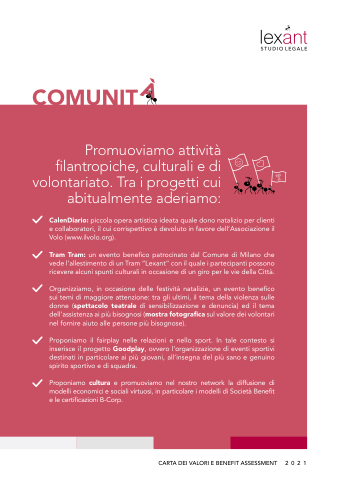 lexant
STUDIO LEGALE
COMUNITÀ
Promuoviamo attività
filantropiche, culturali e di
volontariato. Tra i progetti cui
abitualmente aderiamo:
CalenDiario: piccola opera artistica ideata quale dono natalizio per clienti
e collaboratori, il cui corrispettivo è devoluto in favore dell'Associazione il
Volo (www.ilvolo.org).
Tram Tram: un evento benefico patrocinato dal Comune di Milano che
vede l'allestimento di un Tram "Lexant" con il quale i partecipanti possono
ricevere alcuni spunti culturali in occasione di un giro per le vie della Città.
Organizziamo, in occasione delle festività natalizie, un evento benefico
sui temi di maggiore attenzione: tra gli ultimi, il tema della violenza sulle
donne (spettacolo teatrale di sensibilizzazione e denuncia) ed il tema
dell'assistenza ai più bisognosi (mostra fotografica sul valore dei volontari
nel fornire aiuto alle persone più bisognose).
Proponiamo il fairplay nelle relazioni e nello sport. In tale contesto si
inserisce il progetto Goodplay, ovvero l'organizzazione di eventi sportivi
destinati in particolare ai più giovani, all'insegna del più sano e genuino
spirito sportivo e di squadra.
Proponiamo cultura e promuoviamo nel nostro network la diffusione di
modelli economici e sociali virtuosi, in particolare i modelli di Società Benefit
e le certificazioni B-Corp.
CARTA DEI VALORI E BENEFIT ASSESSMENT 2021